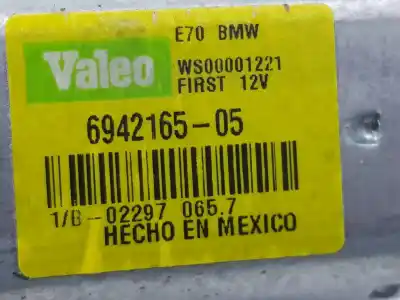 E70 BMW
Valeo
WS00001221
FIRST 12V
6942165-05
1/B-02297 065.7
HECHO EN MEXICO